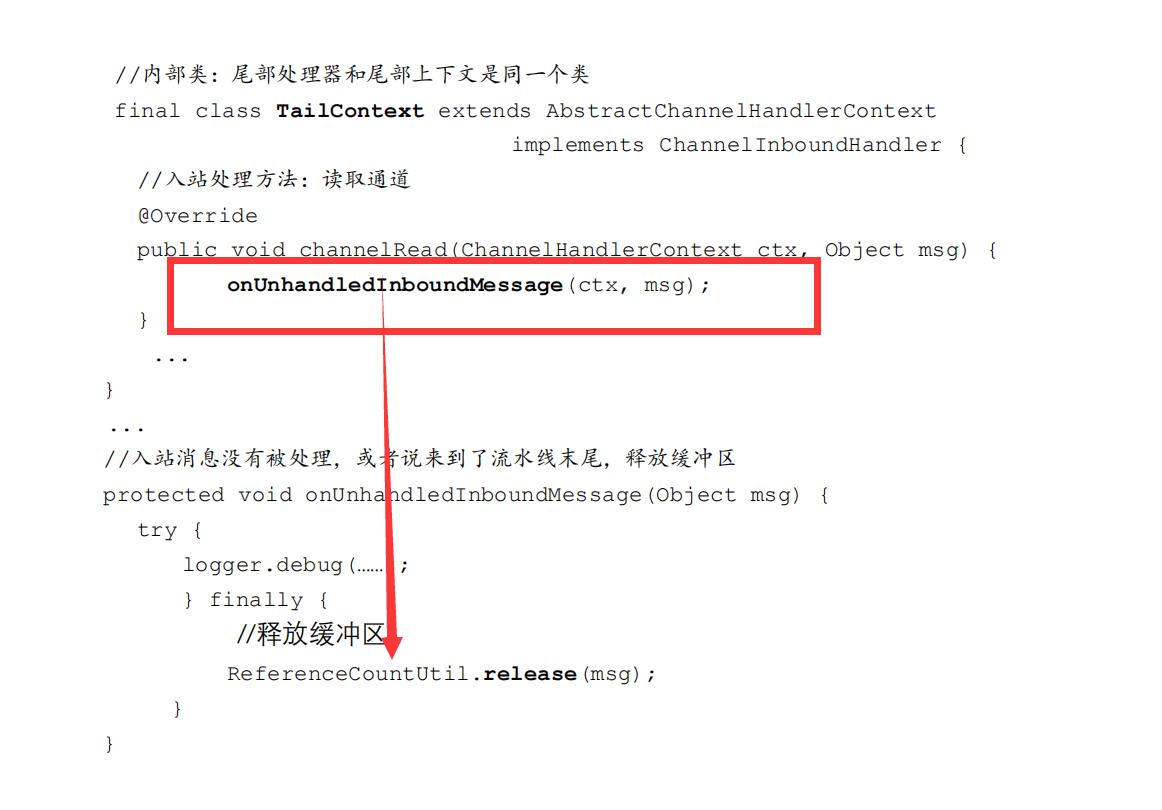 //内部类：尾部处理器和尾部上下文是同一个类
final class TailContext extends AbstractChannelHandlerContext
implements ChannelInboundHandler {
//入站处理方法：读取通道
@Override
public void channelRead(ChannelHandlerContext ctx, Object msg) {
onUnhandledInboundMessage(ctx, msg);
}
...
}
...
//入站消息没有被处理，或者说来到了流水线末尾，释放缓冲区
protected void onUnhandledInboundMessage(Object msg) {
try {
logger.debug(……);
} finally {
//释放缓冲区
ReferenceCountUtil.release(msg);
}
}